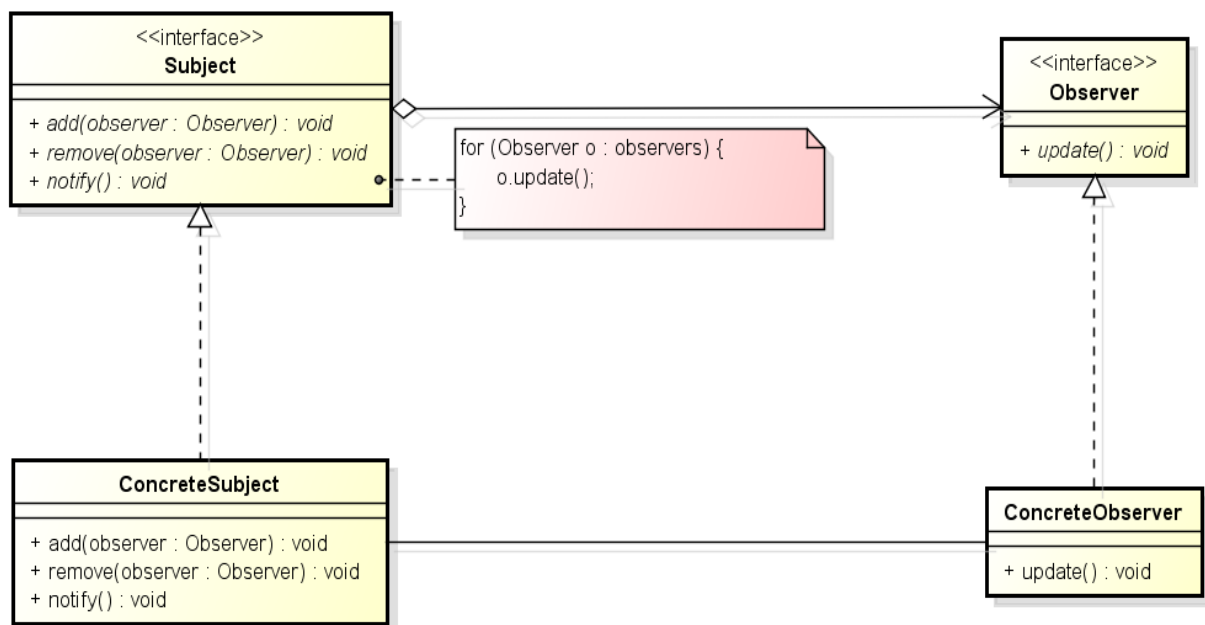 <<interface>>
Subject
+ add(observer : Observer) : void
+ remove(observer : Observer) : void
+ notify() : void
for (Observer o : observers) {
o.update();
}
<<interface>>
Observer
+ update() : void
ConcreteSubject
+ add(observer : Observer) : void
+ remove(observer : Observer) : void
+ notify() : void
ConcreteObserver
+ update() : void